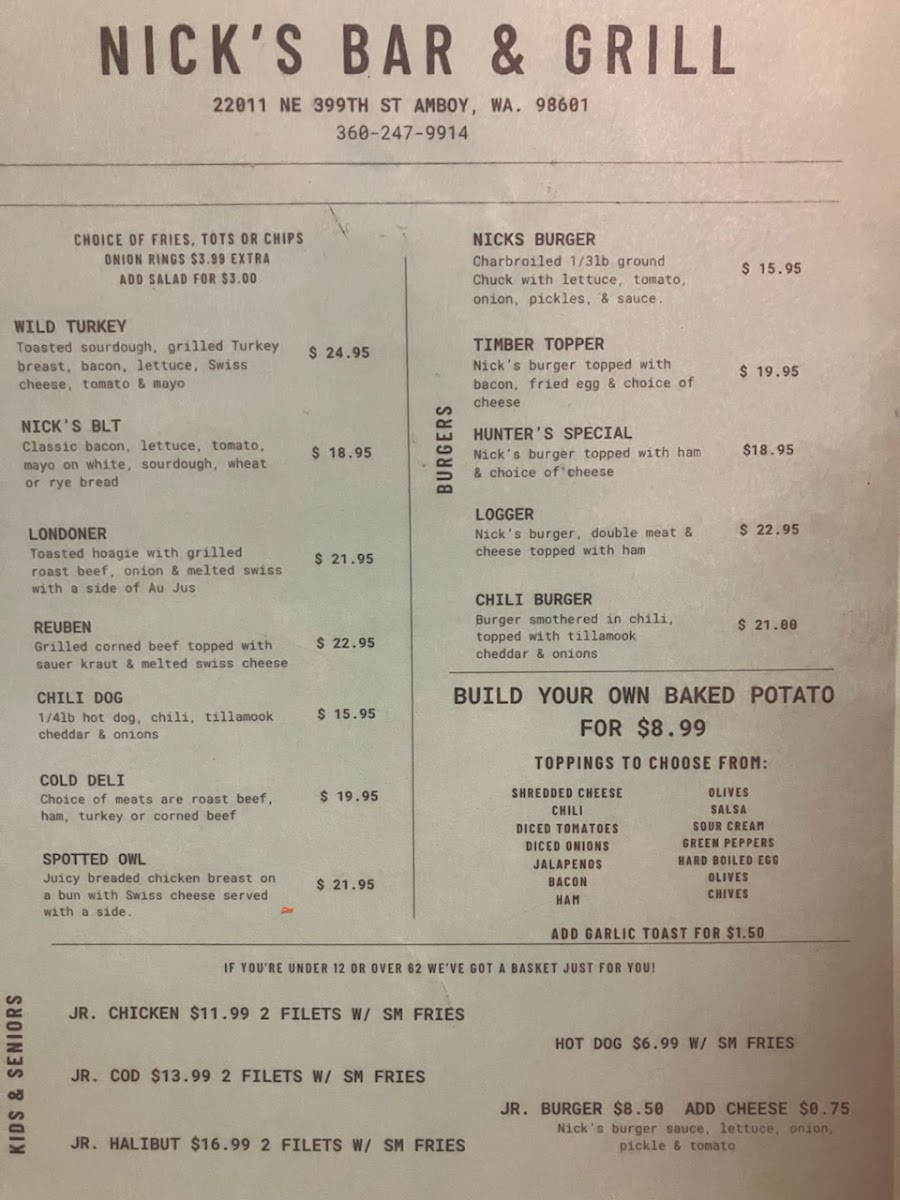 NICK'S BAR & GRILL
22011 NE 399TH ST AMBOY, WA. 98601
360-247-9914
CHOICE OF FRIES, TOTS OR CHIPS
ONION RINGS $3.99 EXTRA
ADD SALAD FOR $3.00
WILD TURKEY
Toasted sourdough, grilled Turkey
breast, bacon, lettuce, Swiss
cheese, tomato & mayo
$ 24.95
NICK'S BLT
Classic bacon, lettuce, tomato,
mayo on white, sourdough, wheat
or rye bread
$ 18.95
LONDONER
Toasted hoagie with grilled
roast beef, onion & melted swiss
with a side of Au Jus
$ 21.95
REUBEN
Grilled corned beef topped with
sauer kraut & melted swiss cheese
$ 22.95
CHILI DOG
1/4lb hot dog, chili, tillamook
cheddar & onions
$ 15.95
COLD DELI
Choice of meats are roast beef,
ham, turkey or corned beef
$ 19.95
SPOTTED OWL
Juicy breaded chicken breast on
a bun with Swiss cheese served
with a side.
$ 21.95
BURGERS
NICKS BURGER
Charbroiled 1/3lb ground
Chuck with lettuce, tomato,
onion, pickles, & sauce.
$ 15.95
TIMBER TOPPER
Nick's burger topped with
bacon, fried egg & choice of
cheese
$ 19.95
HUNTER'S SPECIAL
Nick's burger topped with ham
& choice of cheese
$18.95
LOGGER
Nick's burger, double meat &
cheese topped with ham
$ 22.95
CHILI BURGER
Burger smothered in chili,
topped with tillamook
cheddar & onions
$ 21.00
BUILD YOUR OWN BAKED POTATO
FOR $8.99
TOPPINGS TO CHOOSE FROM:
SHREDDED CHEESE
CHILI
DICED TOMATOES
DICED ONIONS
JALAPENOS
BACON
HAM
OLIVES
SALSA
SOUR CREAM
GREEN PEPPERS
HARD BOILED EGG
OLIVES
CHIVES
ADD GARLIC TOAST FOR $1.50
IF YOU'RE UNDER 12 OR OVER 62 WE'VE GOT A BASKET JUST FOR YOU!
KIDS & SENIORS
JR. CHICKEN $11.99 2 FILETS W/ SM FRIES
JR. COD $13.99 2 FILETS W/ SM FRIES
JR. HALIBUT $16.99 2 FILETS W/ SM FRIES
HOT DOG $6.99 W/ SM FRIES
JR. BURGER $8.50 ADD CHEESE $0.75
Nick's burger sauce, lettuce, onion,
pickle & tomato